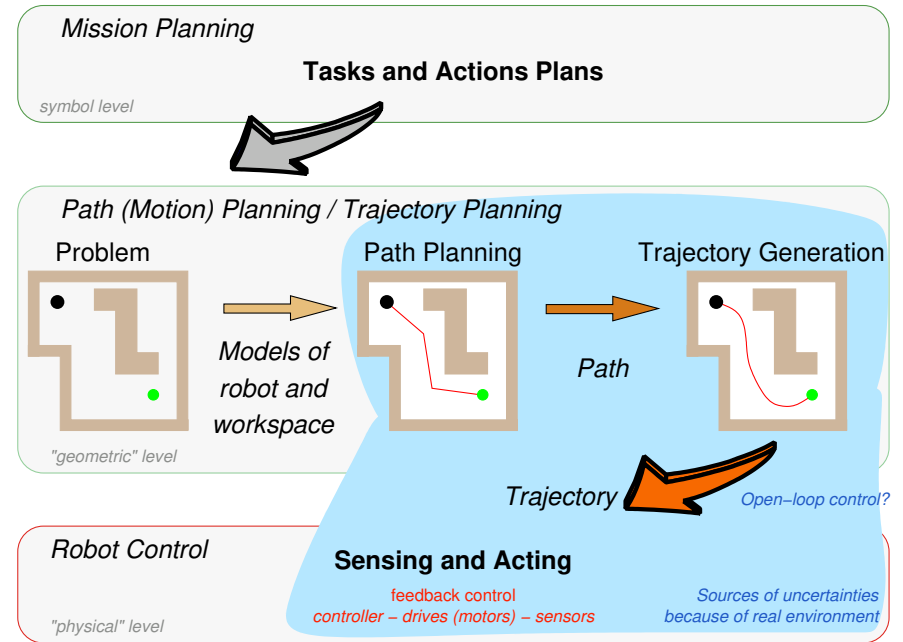 Mission Planning
Tasks and Actions Plans
symbol level
Path (Motion) Planning / Trajectory Planning
Problem
Path Planning
Trajectory Generation
Models of
robot and
workspace
Path
"geometric" level
Trajectory
Open–loop control?
Robot Control
Sensing and Acting
feedback control
controller – drives (motors) – sensors
Sources of uncertainties
because of real environment
"physical" level